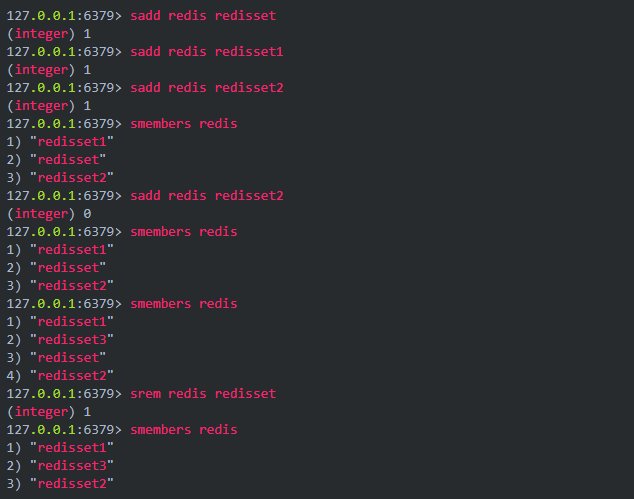 127.0.0.1:6379> sadd redis redisset
(integer) 1
127.0.0.1:6379> sadd redis redisset1
(integer) 1
127.0.0.1:6379> sadd redis redisset2
(integer) 1
127.0.0.1:6379> smembers redis
1) "redisset1"
2) "redisset"
3) "redisset2"
127.0.0.1:6379> sadd redis redisset2
(integer) 0
127.0.0.1:6379> smembers redis
1) "redisset1"
2) "redisset"
3) "redisset2"
127.0.0.1:6379> smembers redis
1) "redisset1"
2) "redisset3"
3) "redisset"
4) "redisset2"
127.0.0.1:6379> srem redis redisset
(integer) 1
127.0.0.1:6379> smembers redis
1) "redisset1"
2) "redisset3"
3) "redisset2"